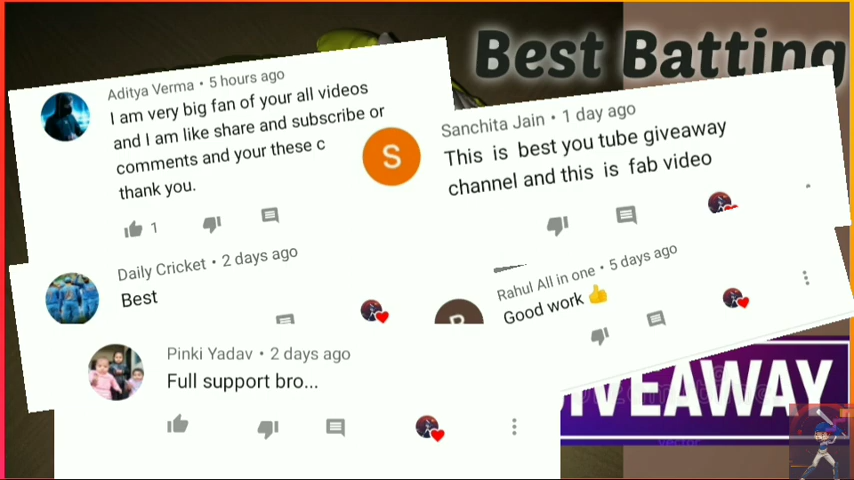 Best Batting
Aditya Verma • 5 hours ago
I am very big fan of your all videos
and I am like share and subscribe or
comments and your these c
thank you.
1
S
Sanchita Jain • 1 day ago
This is best you tube giveaway
channel and this is fab video
Daily Cricket • 2 days ago
Best
Rahul All in one • 5 days ago
Good work 👍
Pinki Yadav • 2 days ago
Full support bro...
GIVEAWAY
vector